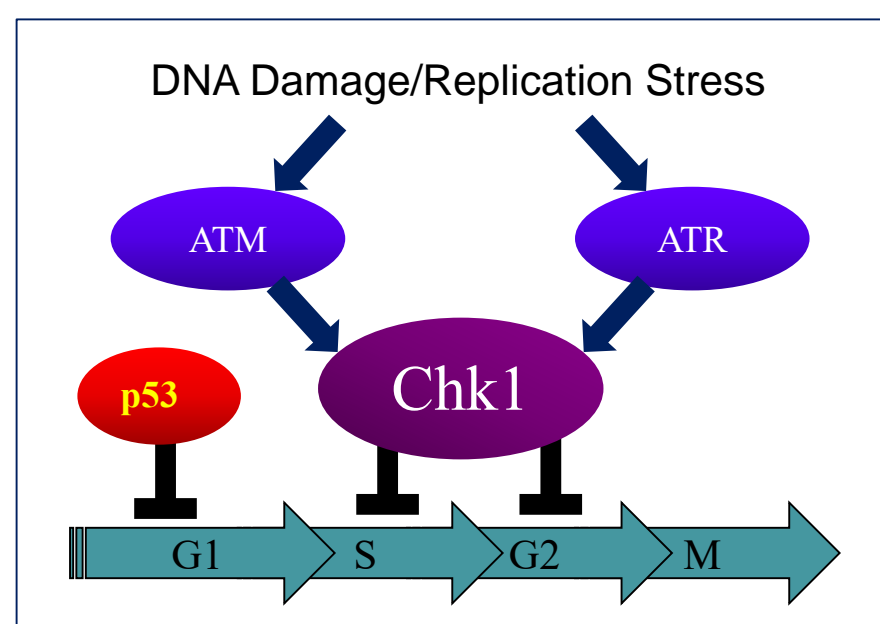 DNA Damage/Replication Stress
ATM
ATR
p53
Chk1
G1
S
G2
M